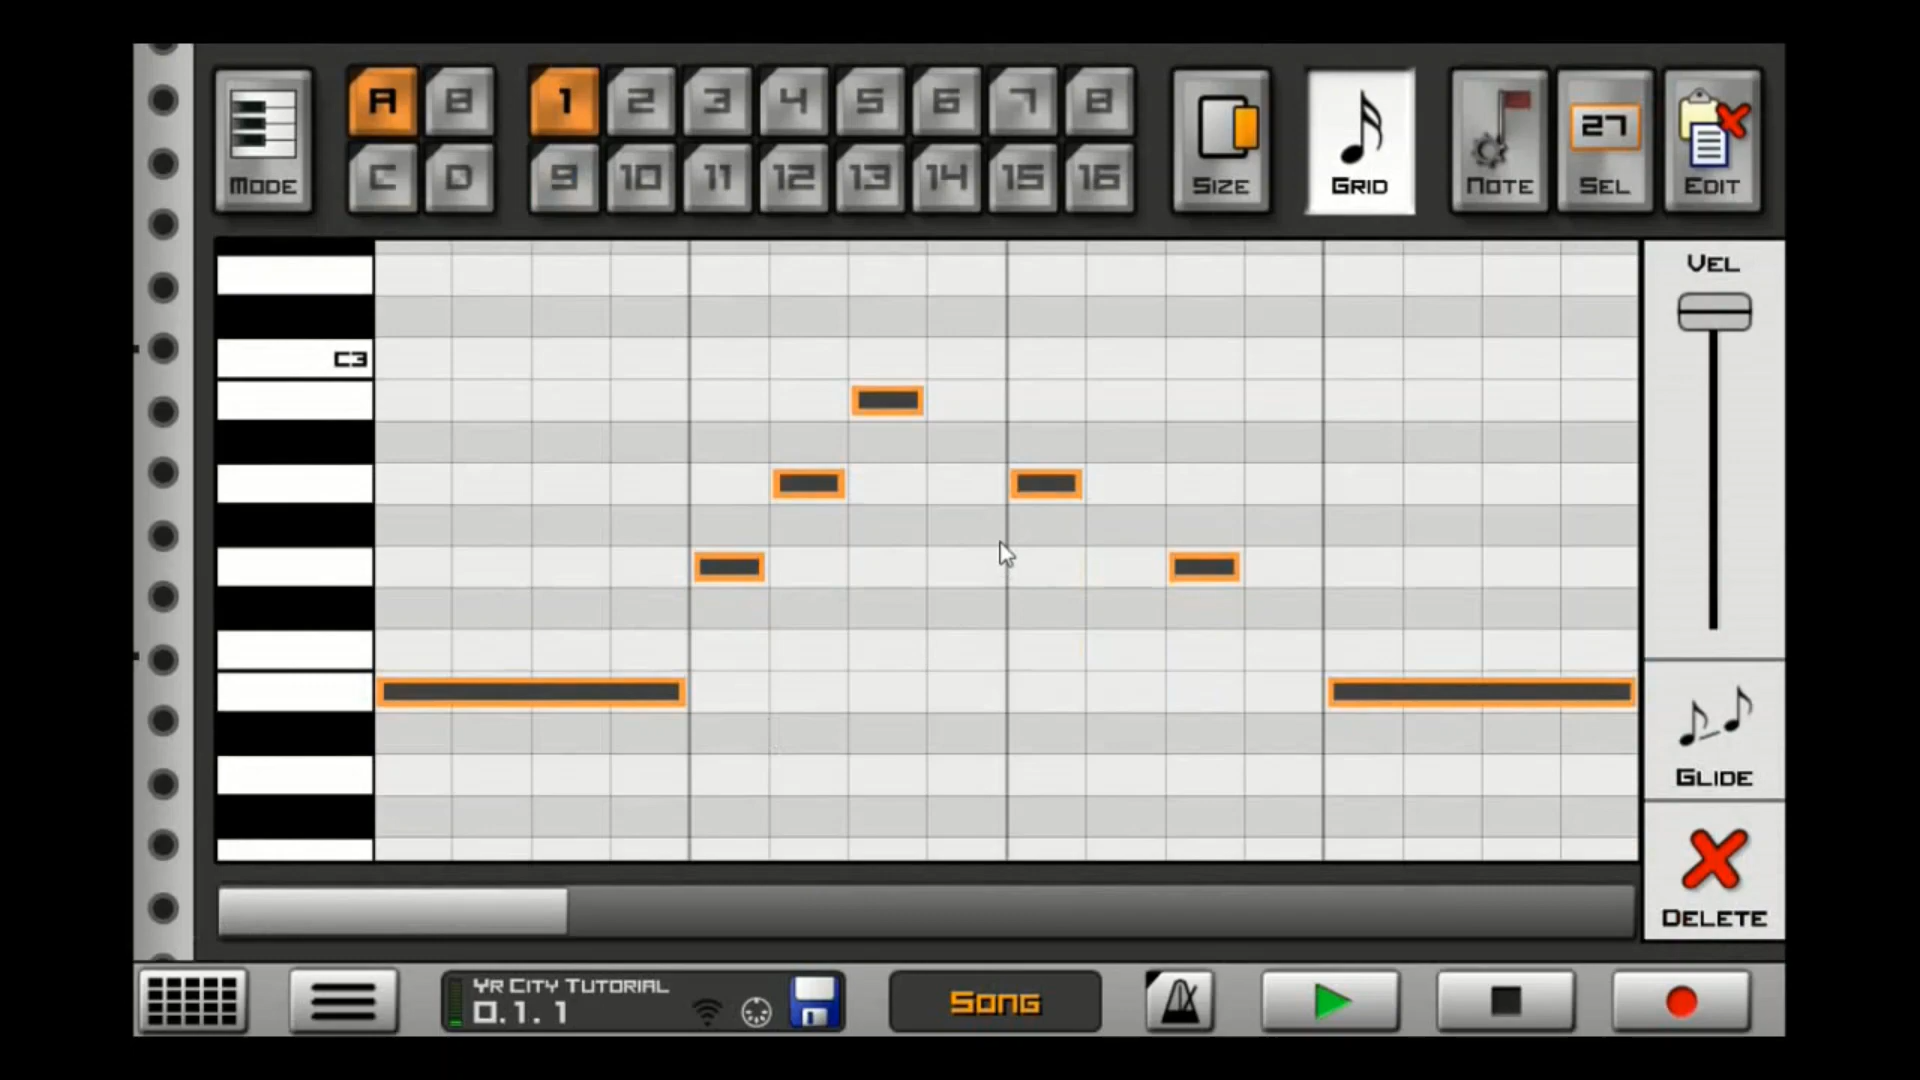 MODE
A B 1 2 3 4 5 6 7 8
C D 9 10 11 12 13 14 15 16
SIZE
GRID
NOTE
27
SEL
EDIT
VEL
C3
GLIDE
DELETE
YR CITY TUTORIAL
0.1.1
SONG